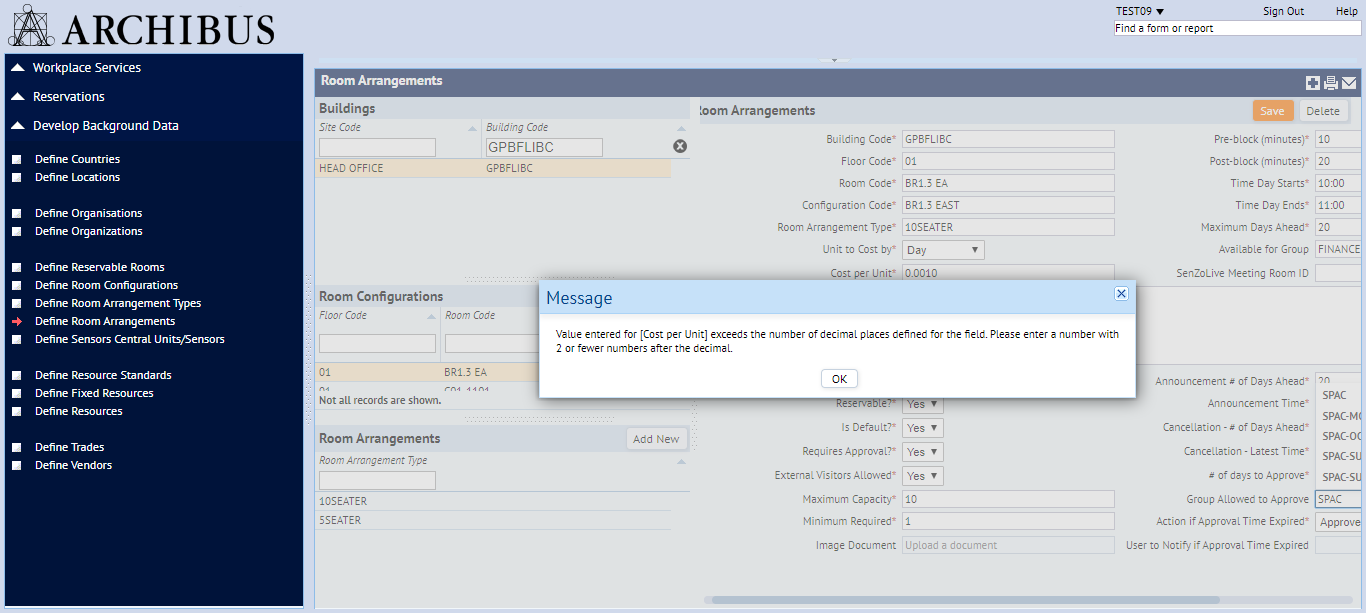 ARCHIBUS
TEST09 ▼ Sign Out Help
Find a form or report
Workplace Services
Reservations
Develop Background Data
Define Countries
Define Locations
Define Organisations
Define Organizations
Define Reservable Rooms
Define Room Configurations
Define Room Arrangement Types
Define Room Arrangements
Define Sensors Central Units/Sensors
Define Resource Standards
Define Fixed Resources
Define Resources
Define Trades
Define Vendors
Room Arrangements
Buildings
Site Code Building Code
GPBFLIBC
HEAD OFFICE GPBFLIBC
Room Configurations
Floor Code Room Code
01 BR1.3 EA
01 C01-1101
Not all records are shown.
Room Arrangements Add New
Room Arrangement Type
10SEATER
5SEATER
Room Arrangements Save Delete
Building Code* GPBFLIBC Pre-block (minutes)* 10
Floor Code* 01 Post-block (minutes)* 20
Room Code* BR1.3 EA Time Day Starts* 10:00
Configuration Code* BR1.3 EAST Time Day Ends* 11:00
Room Arrangement Type* 10SEATER Maximum Days Ahead* 20
Unit to Cost by* Day Available for Group FINANCE
Cost per Unit* 0.0010 SenZoLive Meeting Room ID
Message
Value entered for [Cost per Unit] exceeds the number of decimal places defined for the field. Please enter a number with
2 or fewer numbers after the decimal.
OK
Announcement # of Days Ahead* 20
SPAC
Reservable?* Yes Announcement Time*
SPAC-MO
Is Default?* Yes Cancellation - # of Days Ahead*
SPAC-OC
Requires Approval?* Yes Cancellation - Latest Time*
SPAC-SU
External Visitors Allowed* Yes # of days to Approve*
SPAC-SU
Maximum Capacity* 10 Group Allowed to Approve SPAC
Minimum Required* 1 Action if Approval Time Expired* Approve
Image Document Upload a document User to Notify if Approval Time Expired